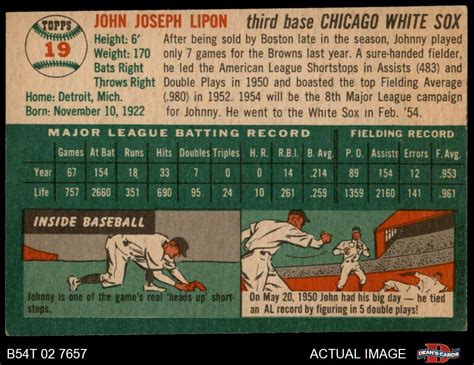 TOPPS
19
JOHN JOSEPH LIPON
third base CHICAGO WHITE SOX
Height: 6'
Weight: 170
Bats Right
Throws Right
Home: Detroit, Mich.
Born: November 10, 1922
After being sold by Boston late in the season, Johnny played
only 7 games for the Browns last year. A sure-handed fielder,
he led the American League Shortstops in Assists (483) and
Double Plays in 1950 and boasted the top Fielding Average
(.980) in 1952. 1954 will be the 8th Major League campaign
for Johnny. He went to the White Sox in Feb. '54.
MAJOR LEAGUE BATTING RECORD
FIELDING RECORD
Games At Bat Runs Hits Doubles Triples H. R. R.B.I. B. Avg. P. O. Assists Errors F. Avg.
Year 67 154 18 33 7 1 0 14 .214 89 154 12 .953
Life 757 2660 351 690 95 24 10 .261 1359 2160 141 .961
INSIDE BASEBALL
Johnny is one of the game's real "heads up" short-
stops.
On May 20, 1950 John had his big day — he tied
an AL record by figuring in 5 double plays!
B54T 02 7657
ACTUAL IMAGE
DEAN'S CARDS